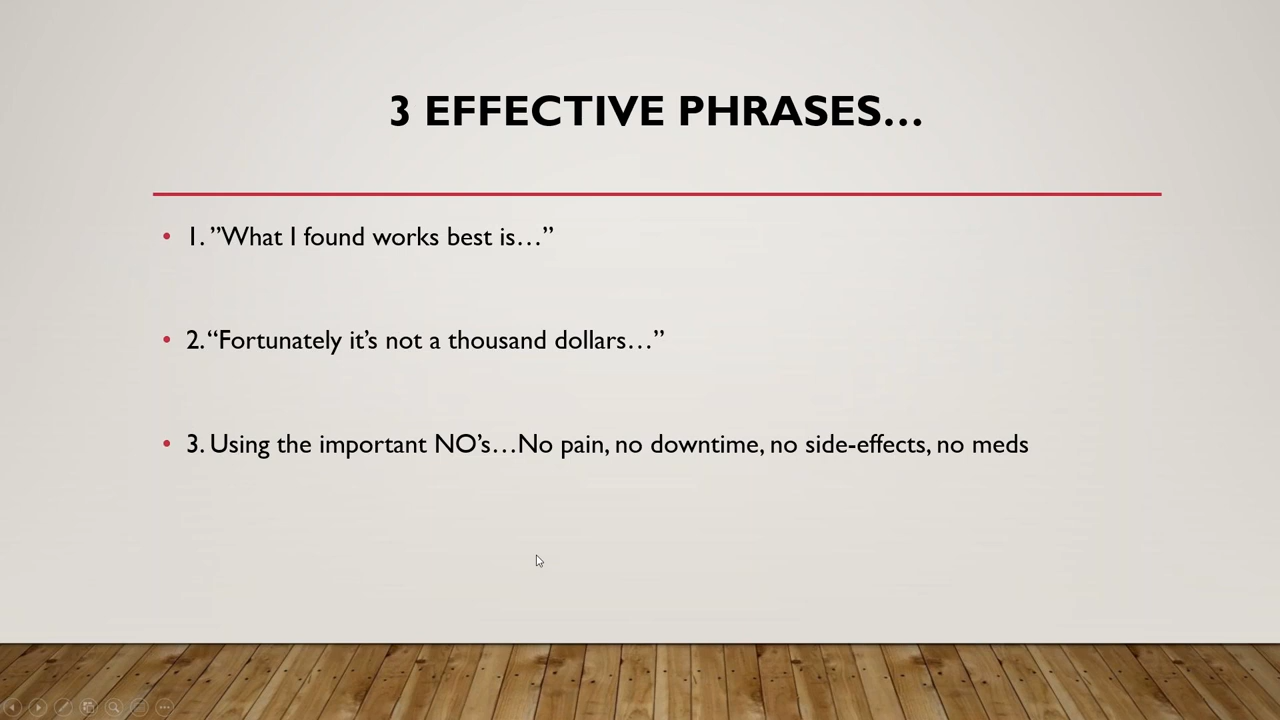 3 EFFECTIVE PHRASES…
• 1. ”What I found works best is…”
• 2. “Fortunately it’s not a thousand dollars…”
• 3. Using the important NO’s…No pain, no downtime, no side-effects, no meds